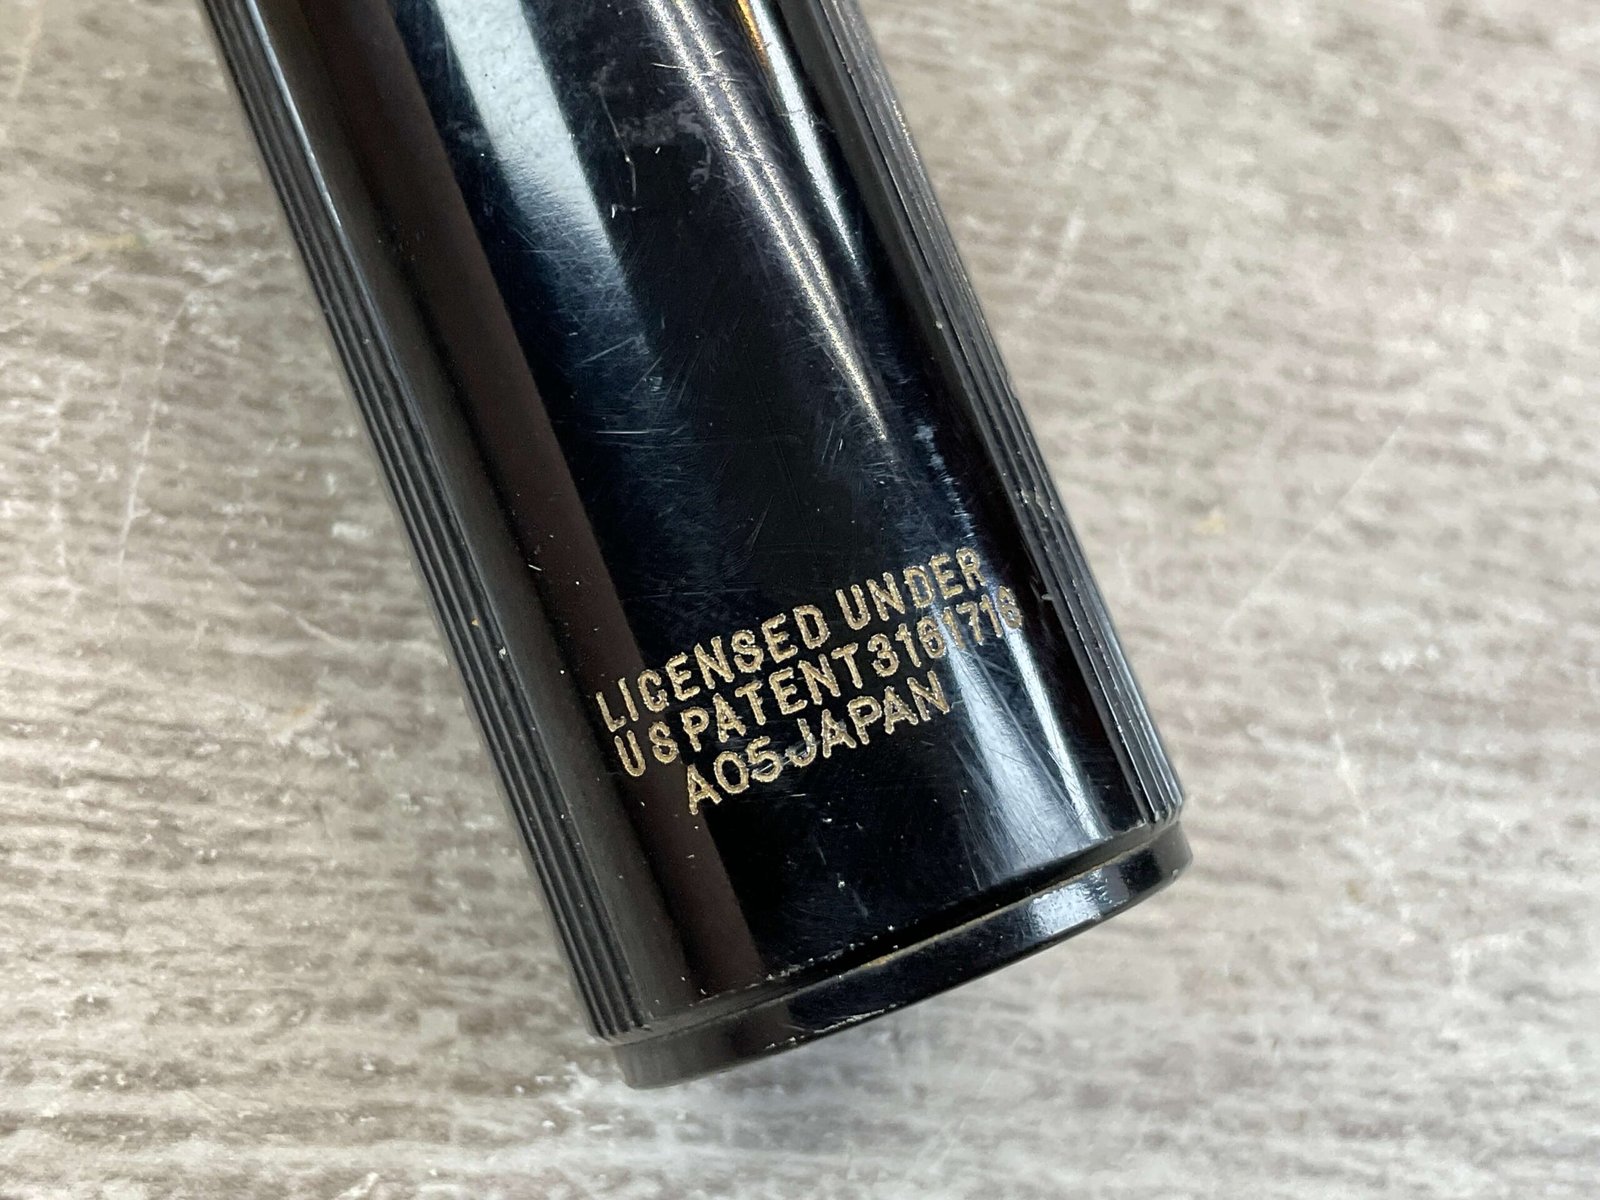 LICENSED UNDER
US PATENT 3161716
A05 JAPAN